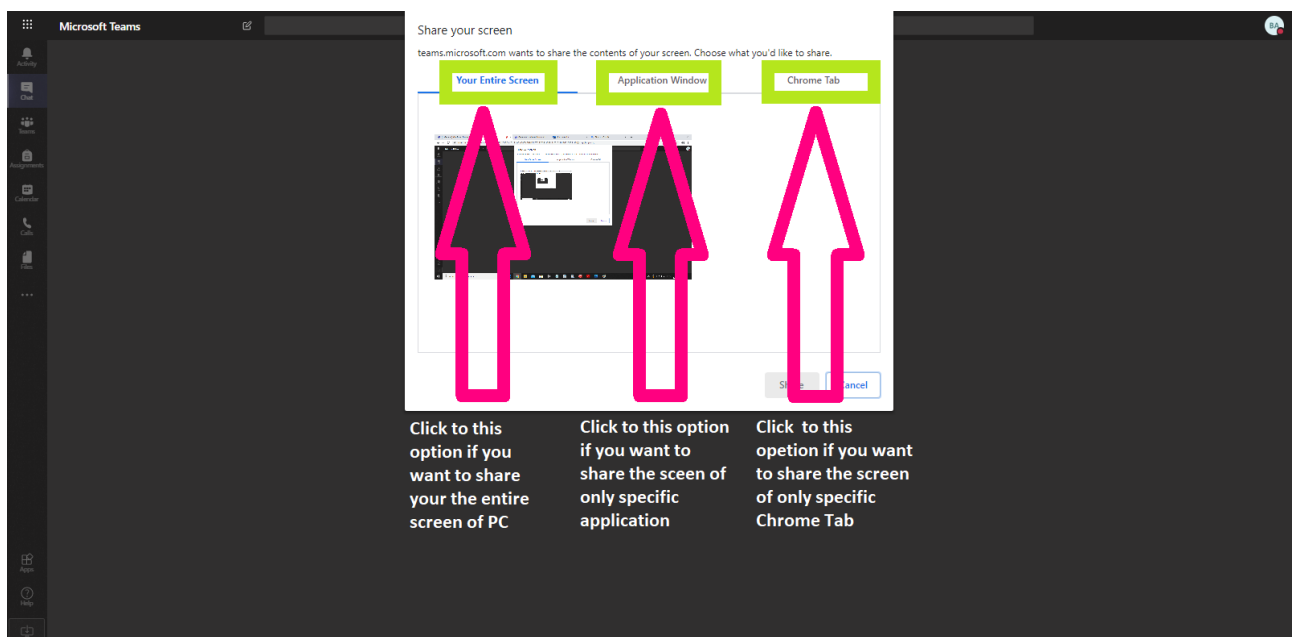 Microsoft Teams
BA
Activity
Chat
Teams
Assignments
Calendar
Calls
Files
Apps
Help
Share your screen
teams.microsoft.com wants to share the contents of your screen. Choose what you'd like to share.
Your Entire Screen
Application Window
Chrome Tab
Cancel
Click to this
option if you
want to share
your the entire
screen of PC
Click to this option
if you want to
share the sceen of
only specific
application
Click to this
opetion if you want
to share the screen
of only specific
Chrome Tab